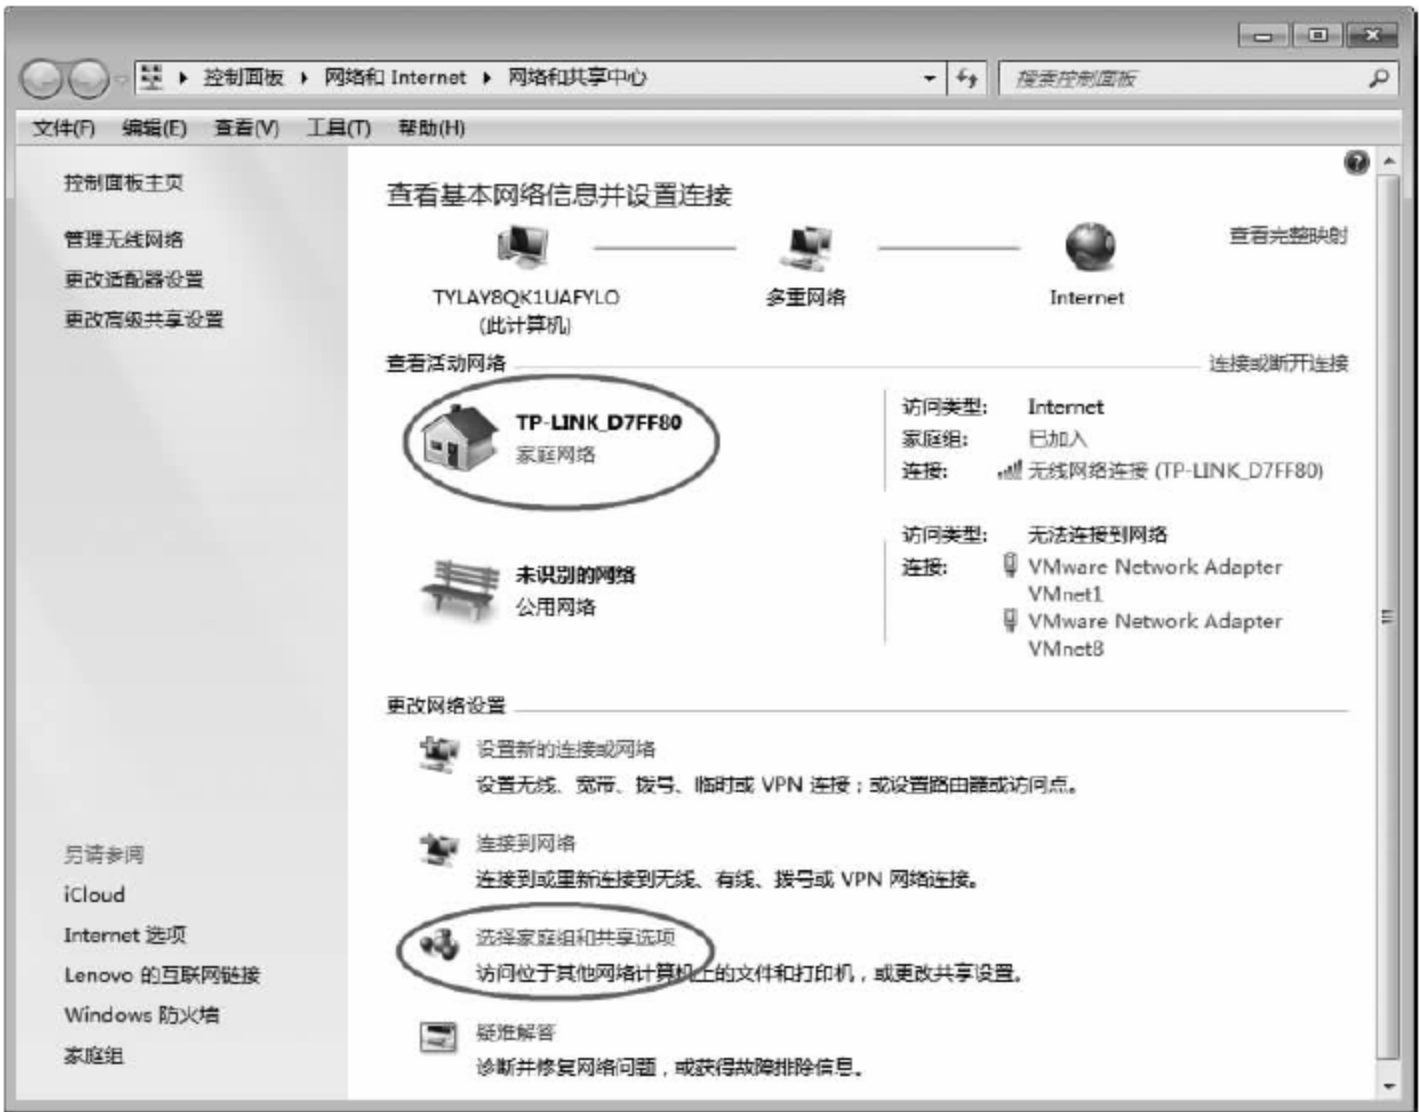 控制面板 网络和 Internet 网络和共享中心
搜索控制面板
文件(F) 编辑(E) 查看(V) 工具(T) 帮助(H)
控制面板主页
管理无线网络
更改适配器设置
更改高级共享设置
另请参阅
iCloud
Internet 选项
Lenovo 的互联网链接
Windows 防火墙
家庭组
查看基本网络信息并设置连接
查看完整映射
TYLAY8QK1UAFYLO
(此计算机)
多重网络
Internet
查看活动网络
连接或断开连接
TP-LINK_D7FF80
家庭网络
访问类型: Internet
家庭组: 已加入
连接: 无线网络连接 (TP-LINK_D7FF80)
未识别的网络
公用网络
访问类型: 无法连接到网络
连接: VMware Network Adapter
VMnet1
VMware Network Adapter
VMnet8
更改网络设置
设置新的连接或网络
设置无线、宽带、拨号、临时或 VPN 连接；或设置路由器或访问点。
连接到网络
连接到或重新连接到无线、有线、拨号或 VPN 网络连接。
选择家庭组和共享选项
访问位于其他网络计算机上的文件和打印机，或更改共享设置。
疑难解答
诊断并修复网络问题，或获得故障排除信息。